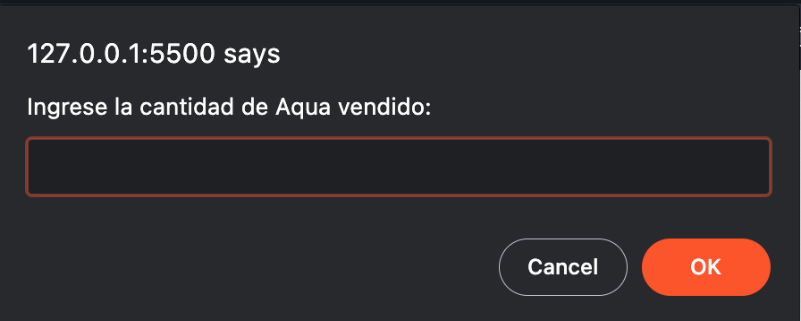 127.0.0.1:5500 says
Ingrese la cantidad de Aqua vendido:
Cancel
OK